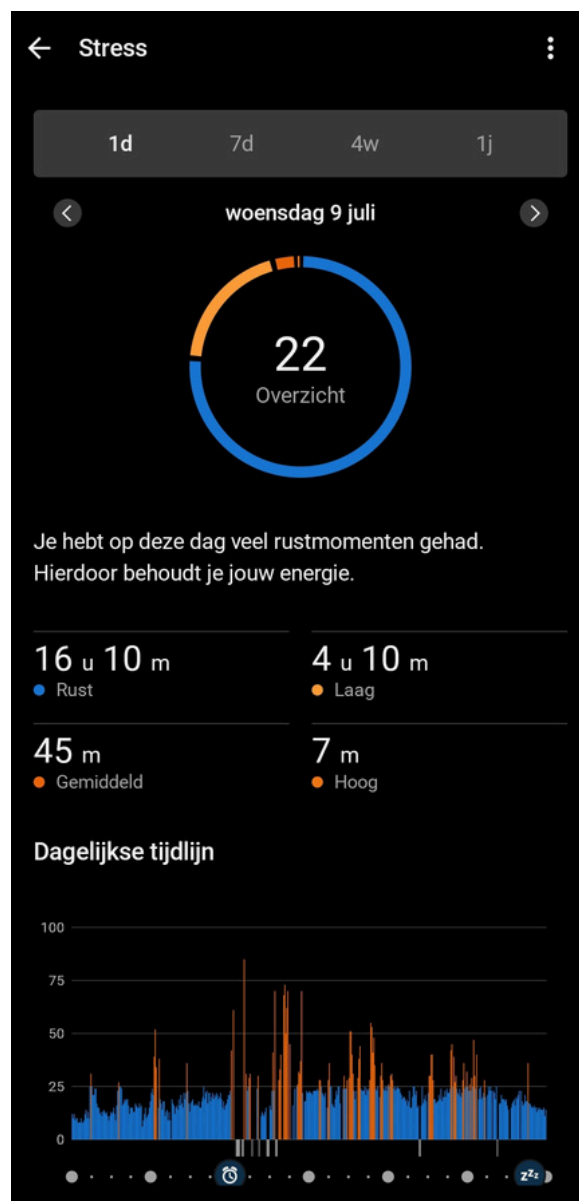 Stress
1d 7d 4w 1j
woensdag 9 juli
22
Overzicht
Je hebt op deze dag veel rustmomenten gehad.
Hierdoor behoudt je jouw energie.
16 u 10 m 4 u 10 m
Rust Laag
45 m 7 m
Gemiddeld Hoog
Dagelijkse tijdlijn
100
75
50
25
0
zzz